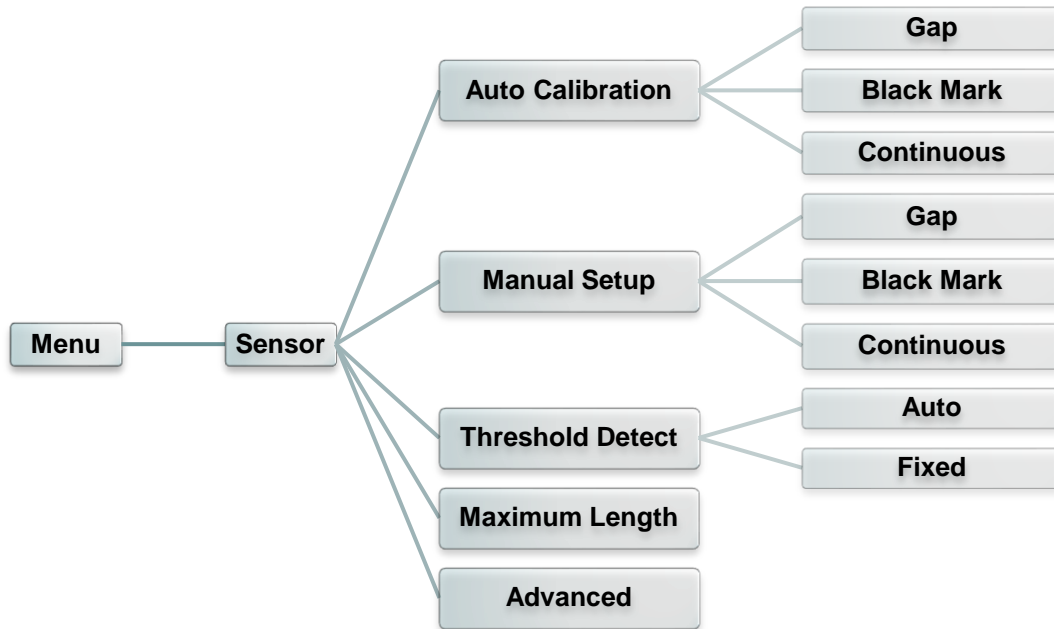 Menu
Sensor
Auto Calibration
Gap
Black Mark
Continuous
Manual Setup
Gap
Black Mark
Continuous
Threshold Detect
Auto
Fixed
Maximum Length
Advanced